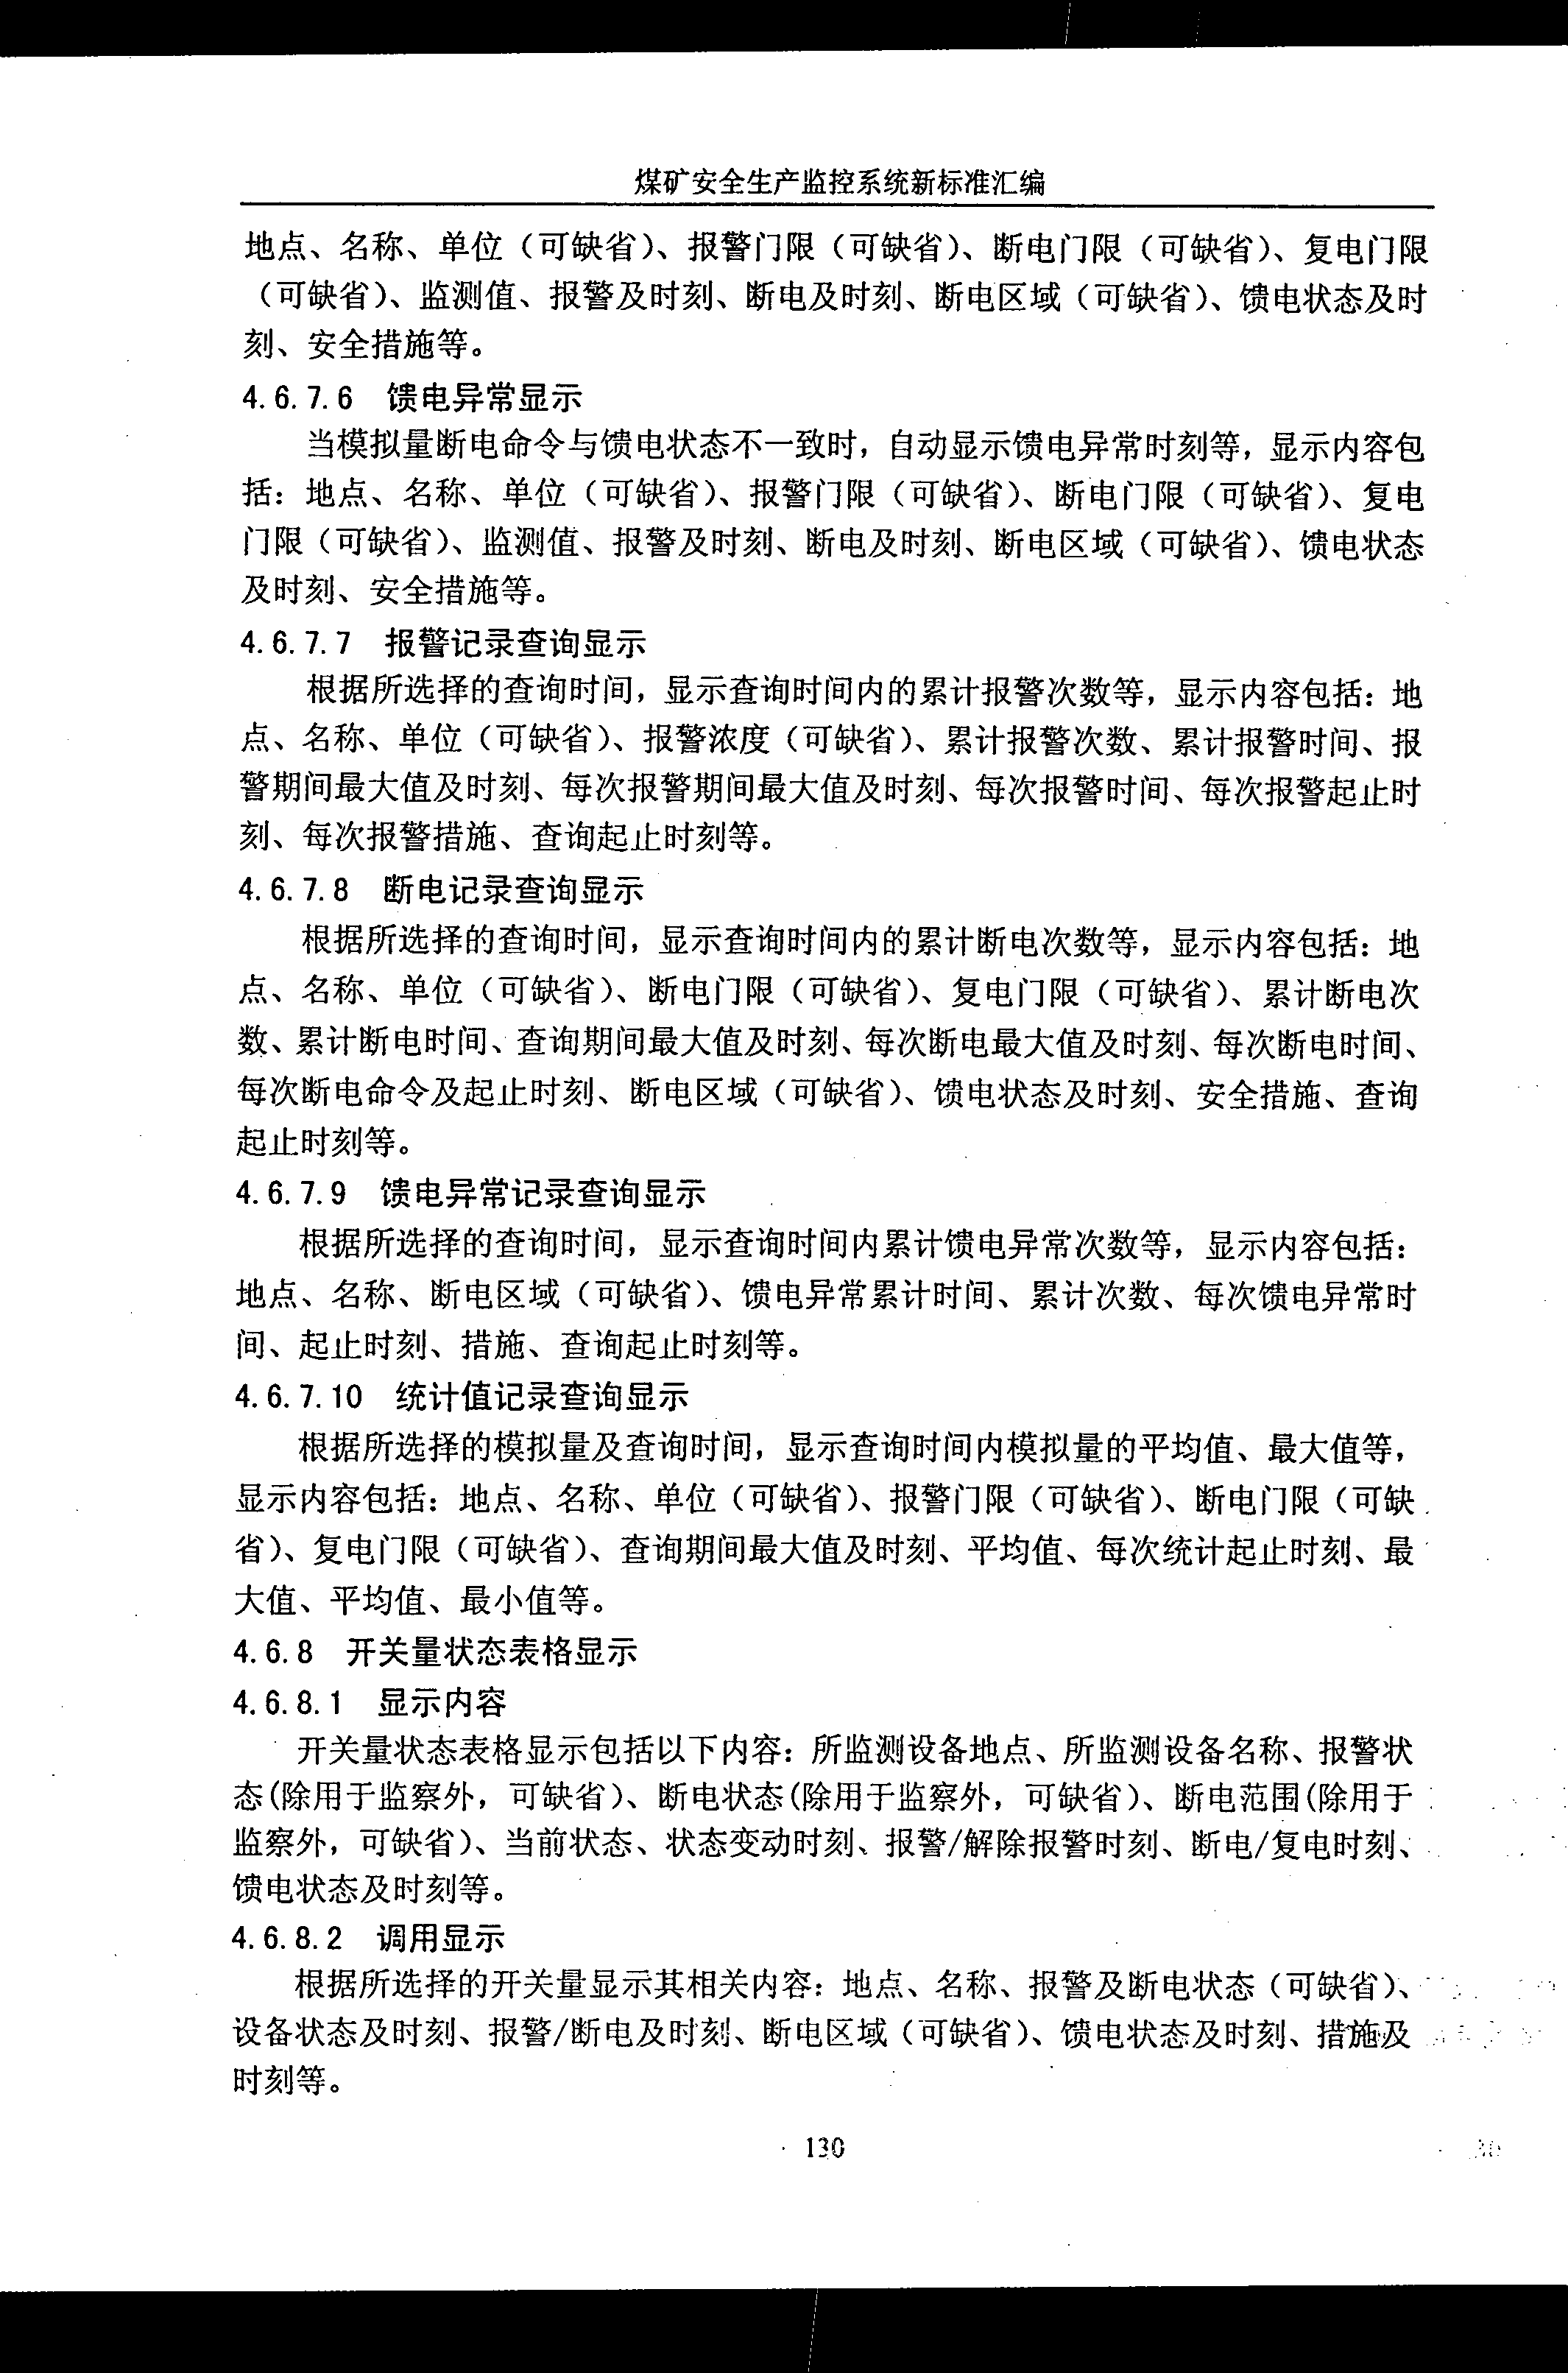 煤矿安全生产监控系统新标准汇编
地点、名称、单位（可缺省）、报警门限（可缺省）、断电门限（可缺省）、复电门限
（可缺省）、监测值、报警及时刻、断电及时刻、断电区域（可缺省）、馈电状态及时
刻、安全措施等。
4.6.7.6 馈电异常显示
当模拟量断电命令与馈电状态不一致时，自动显示馈电异常时刻等，显示内容包
括：地点、名称、单位（可缺省）、报警门限（可缺省）、断电门限（可缺省）、复电
门限（可缺省）、监测值、报警及时刻、断电及时刻、断电区域（可缺省）、馈电状态
及时刻、安全措施等。
4.6.7.7 报警记录查询显示
根据所选择的查询时间，显示查询时间内的累计报警次数等，显示内容包括：地
点、名称、单位（可缺省）、报警浓度（可缺省）、累计报警次数、累计报警时间、报
警期间最大值及时刻、每次报警期间最大值及时刻、每次报警时间、每次报警起止时
刻、每次报警措施、查询起止时刻等。
4.6.7.8 断电记录查询显示
根据所选择的查询时间，显示查询时间内的累计断电次数等，显示内容包括：地
点、名称、单位（可缺省）、断电门限（可缺省）、复电门限（可缺省）、累计断电次
数、累计断电时间、查询期间最大值及时刻、每次断电最大值及时刻、每次断电时间、
每次断电命令及起止时刻、断电区域（可缺省）、馈电状态及时刻、安全措施、查询
起止时刻等。
4.6.7.9 馈电异常记录查询显示
根据所选择的查询时间，显示查询时间内累计馈电异常次数等，显示内容包括：
地点、名称、断电区域（可缺省）、馈电异常累计时间、累计次数、每次馈电异常时
间、起止时刻、措施、查询起止时刻等。
4.6.7.10 统计值记录查询显示
根据所选择的模拟量及查询时间，显示查询时间内模拟量的平均值、最大值等，
显示内容包括：地点、名称、单位（可缺省）、报警门限（可缺省）、断电门限（可缺
省）、复电门限（可缺省）、查询期间最大值及时刻、平均值、每次统计起止时刻、最
大值、平均值、最小值等。
4.6.8 开关量状态表格显示
4.6.8.1 显示内容
开关量状态表格显示包括以下内容：所监测设备地点、所监测设备名称、报警状
态(除用于监察外，可缺省)、断电状态(除用于监察外，可缺省)、断电范围(除用于
监察外，可缺省)、当前状态、状态变动时刻、报警/解除报警时刻、断电/复电时刻、
馈电状态及时刻等。
4.6.8.2 调用显示
根据所选择的开关量显示其相关内容：地点、名称、报警及断电状态（可缺省）、
设备状态及时刻、报警/断电及时刻、断电区域（可缺省）、馈电状态及时刻、措施及
时刻等。
130